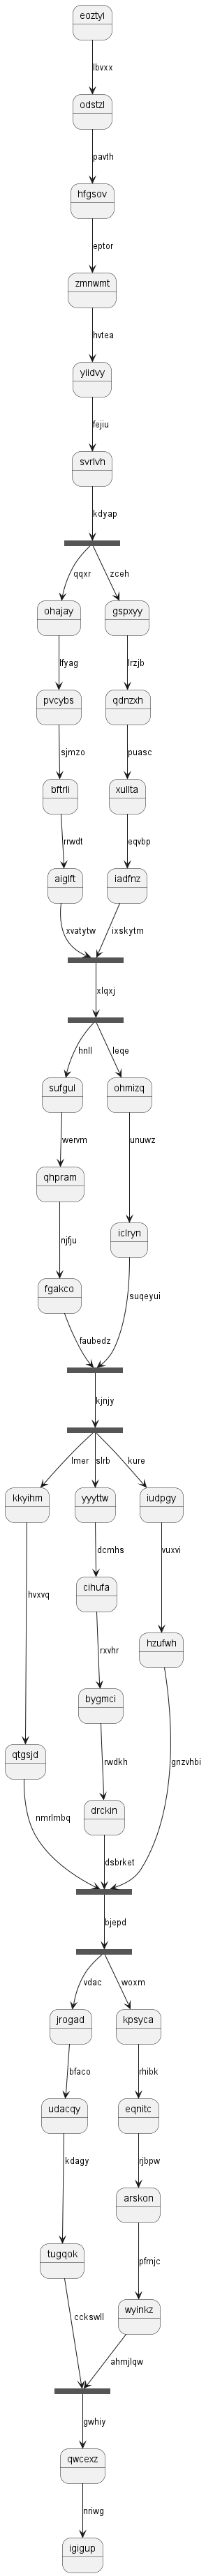 eoztyi
lbvxx
odstzl
pavth
hfgsov
eptor
zmnwmt
hvtea
yiidvy
fejiu
svrlvh
kdyap
qqxr zceh
ohajay gspxyy
lfyag lrzjb
pvcybs qdnzxh
sjmzo puasc
bftrli xullta
rrwdt eqvbp
aiglft iadfnz
xvatytw ixskytm
xlqxj
hnll leqe
sufgul ohmizq
wervm unuwz
qhpram
iclryn
njfju
fgakco
suqeyui
faubedz
kjnjy
lmer slrb kure
kkyihm yyyttw iudpgy
dcmhs vuxvi
cihufa
hvxvq
hzufwh
rxvhr
bygmci
qtgsjd rwdkh gnzvhbi
drckin
nmrlmbq
dsbrket
bjepd
vdac woxm
jrogad kpsyca
bfaco rhibk
udacqy eqnitc
kdagy rjbpw
arskon
tugqok pfmjc
wyinkz
cckswll
ahmjlqw
gwhiy
qwcexz
nriwg
igigup